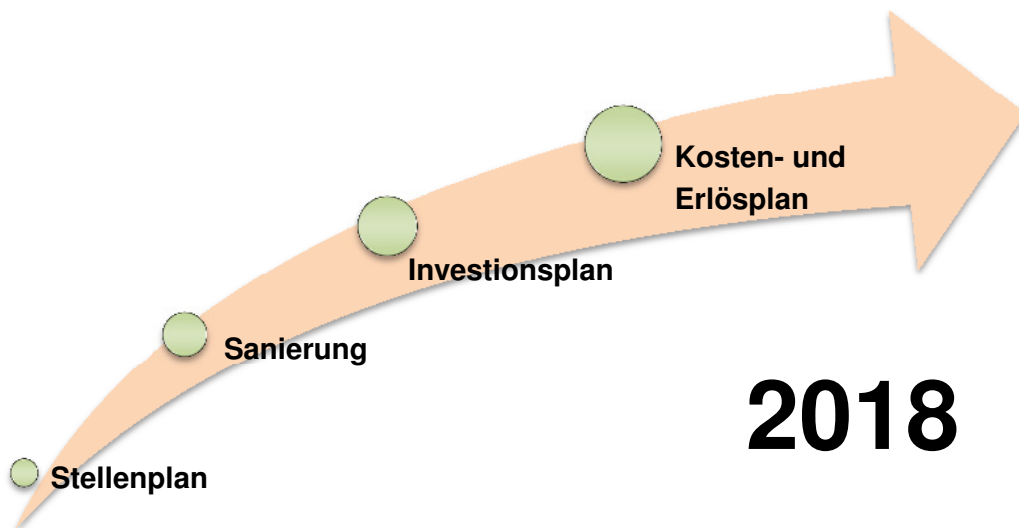 Kosten- und
Erlösplan
Investionsplan
Sanierung
2018
Stellenplan